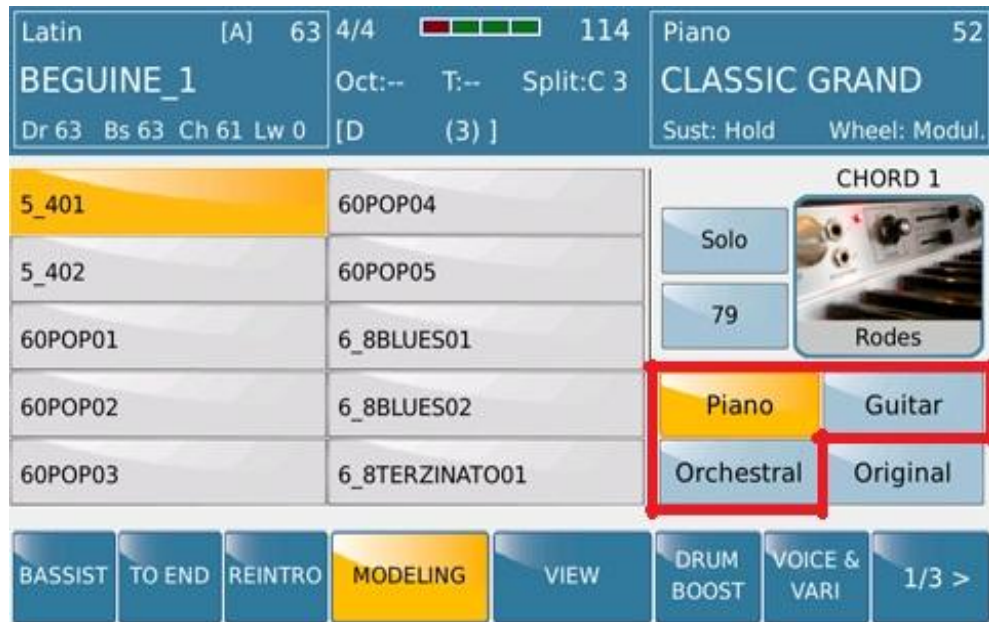 Latin [A] 63
BEGUINE_1
Dr 63 Bs 63 Ch 61 Lw 0
4/4 114
Oct:-- T:-- Split:C 3
[D (3) ]
Piano 52
CLASSIC GRAND
Sust: Hold Wheel: Modul.
5_401
5_402
60POP01
60POP02
60POP03
60POP04
60POP05
6_8BLUES01
6_8BLUES02
6_8TERZINATO01
CHORD 1
Solo
79
Rodes
Piano Guitar
Orchestral Original
BASSIST TO END REINTRO MODELING VIEW DRUM BOOST VOICE & VARI 1/3 >